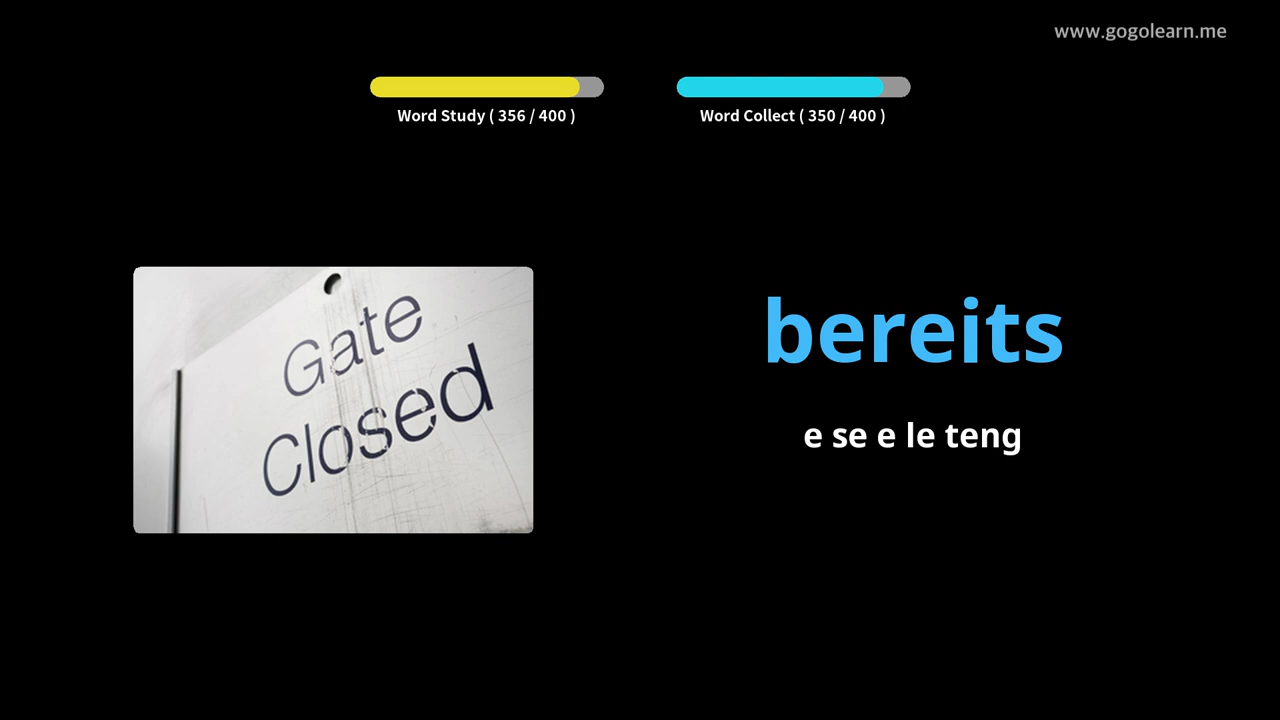 www.gogolearn.me
Word Study ( 356 / 400 )
Word Collect ( 350 / 400 )
Gate
Closed
bereits
e se e le teng